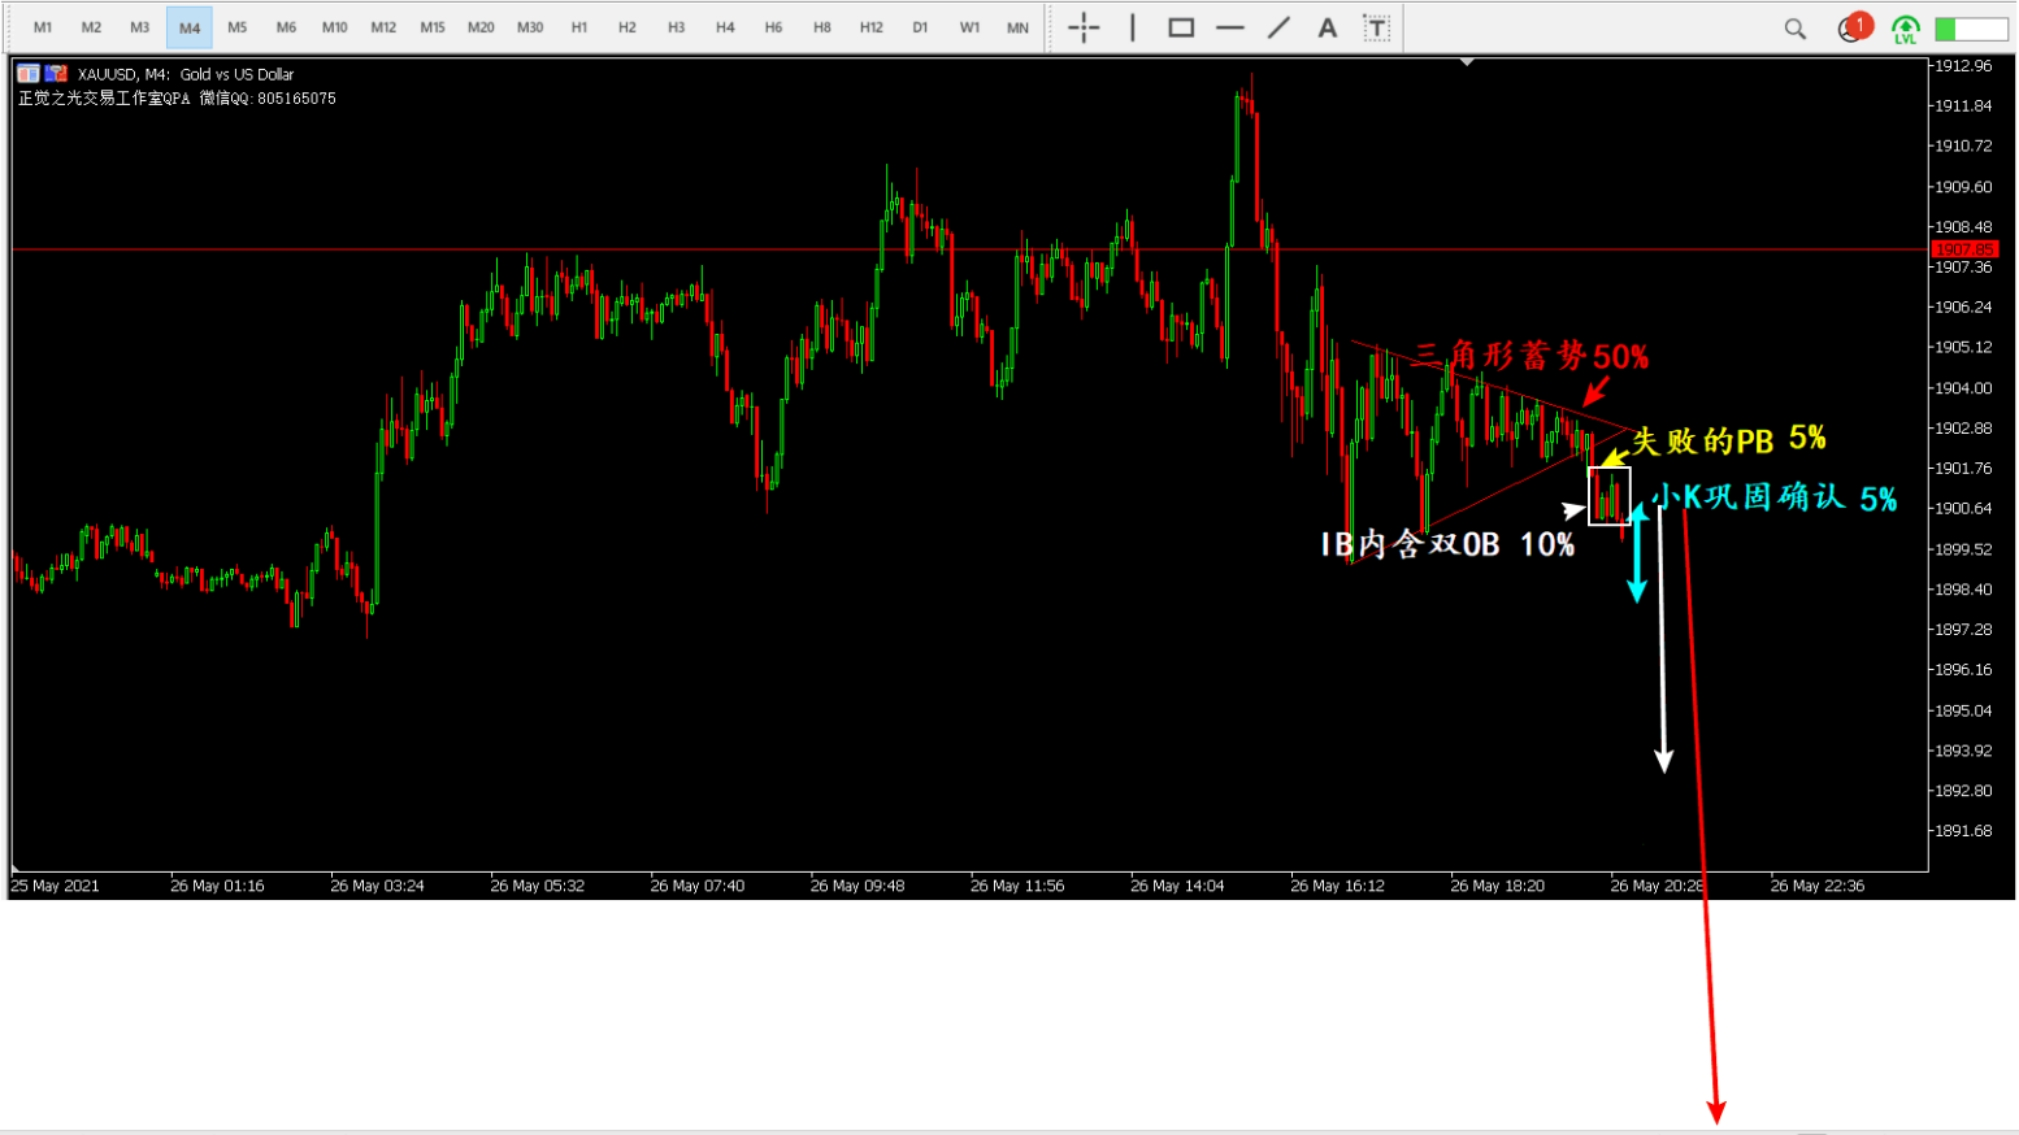 M1 M2 M3 M4 M5 M6 M10 M12 M15 M20 M30 H1 H2 H3 H4 H6 H8 H12 D1 W1 MN A T 1 LVL
XAUUSD, M4: Gold vs US Dollar
正觉之光交易工作室QPA 微信QQ: 805165075
1912.96
1911.84
1910.72
1909.60
1908.48
1907.85
1907.36
1906.24
1905.12
1904.00
1902.88
1901.76
1900.64
1899.52
1898.40
1897.28
1896.16
1895.04
1893.92
1892.80
1891.68
三角形蓄势50%
失败的PB 5%
小K巩固确认 5%
IB内含双OB 10%
25 May 2021 26 May 01:16 26 May 03:24 26 May 05:32 26 May 07:40 26 May 09:48 26 May 11:56 26 May 14:04 26 May 16:12 26 May 18:20 26 May 20:28 26 May 22:36